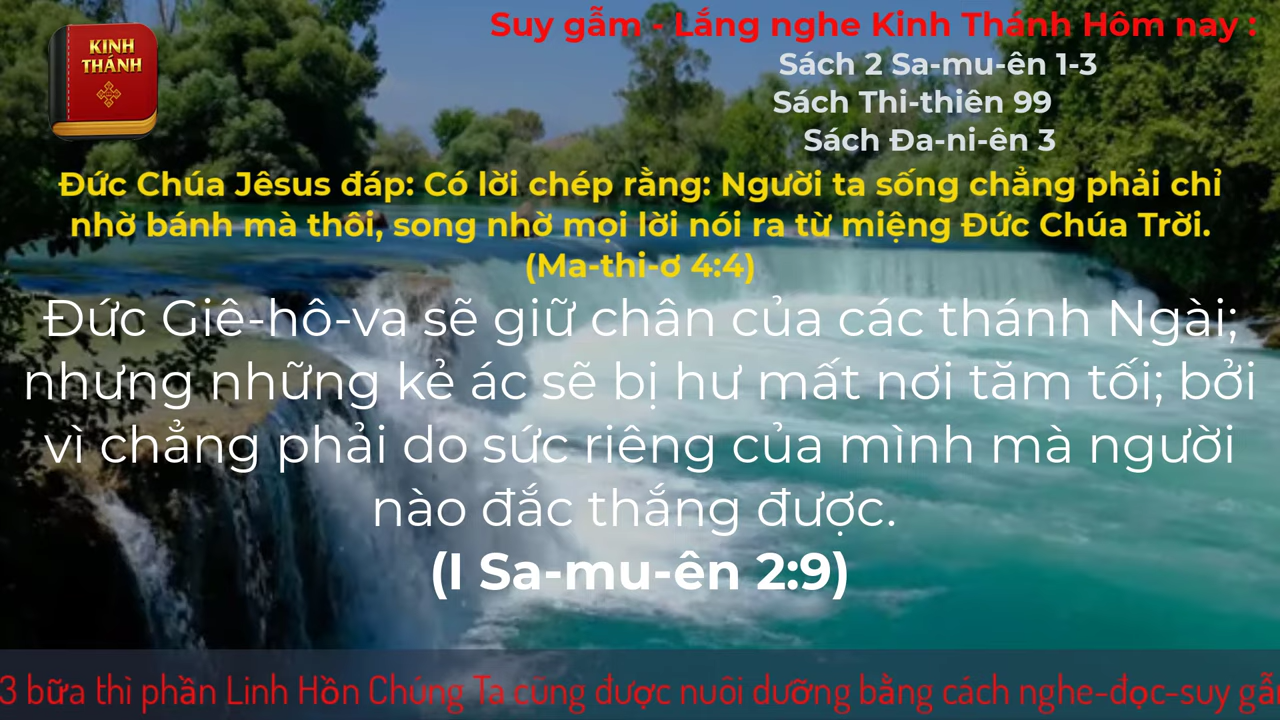 KINH
THÁNH
Suy gẫm - Lắng nghe Kinh Thánh Hôm nay :
Sách 2 Sa-mu-ên 1-3
Sách Thi-thiên 99
Sách Đa-ni-ên 3
Đức Chúa Jêsus đáp: Có lời chép rằng: Người ta sống chẳng phải chỉ
nhờ bánh mà thôi, song nhờ mọi lời nói ra từ miệng Đức Chúa Trời.
(Ma-thi-ơ 4:4)
Đức Giê-hô-va sẽ giữ chân của các thánh Ngài;
nhưng những kẻ ác sẽ bị hư mất nơi tăm tối; bởi
vì chẳng phải do sức riêng của mình mà người
nào đắc thắng được.
(I Sa-mu-ên 2:9)
3 bữa thì phần Linh Hồn Chúng Ta cũng được nuôi dưỡng bằng cách nghe-đọc-suy gẫ